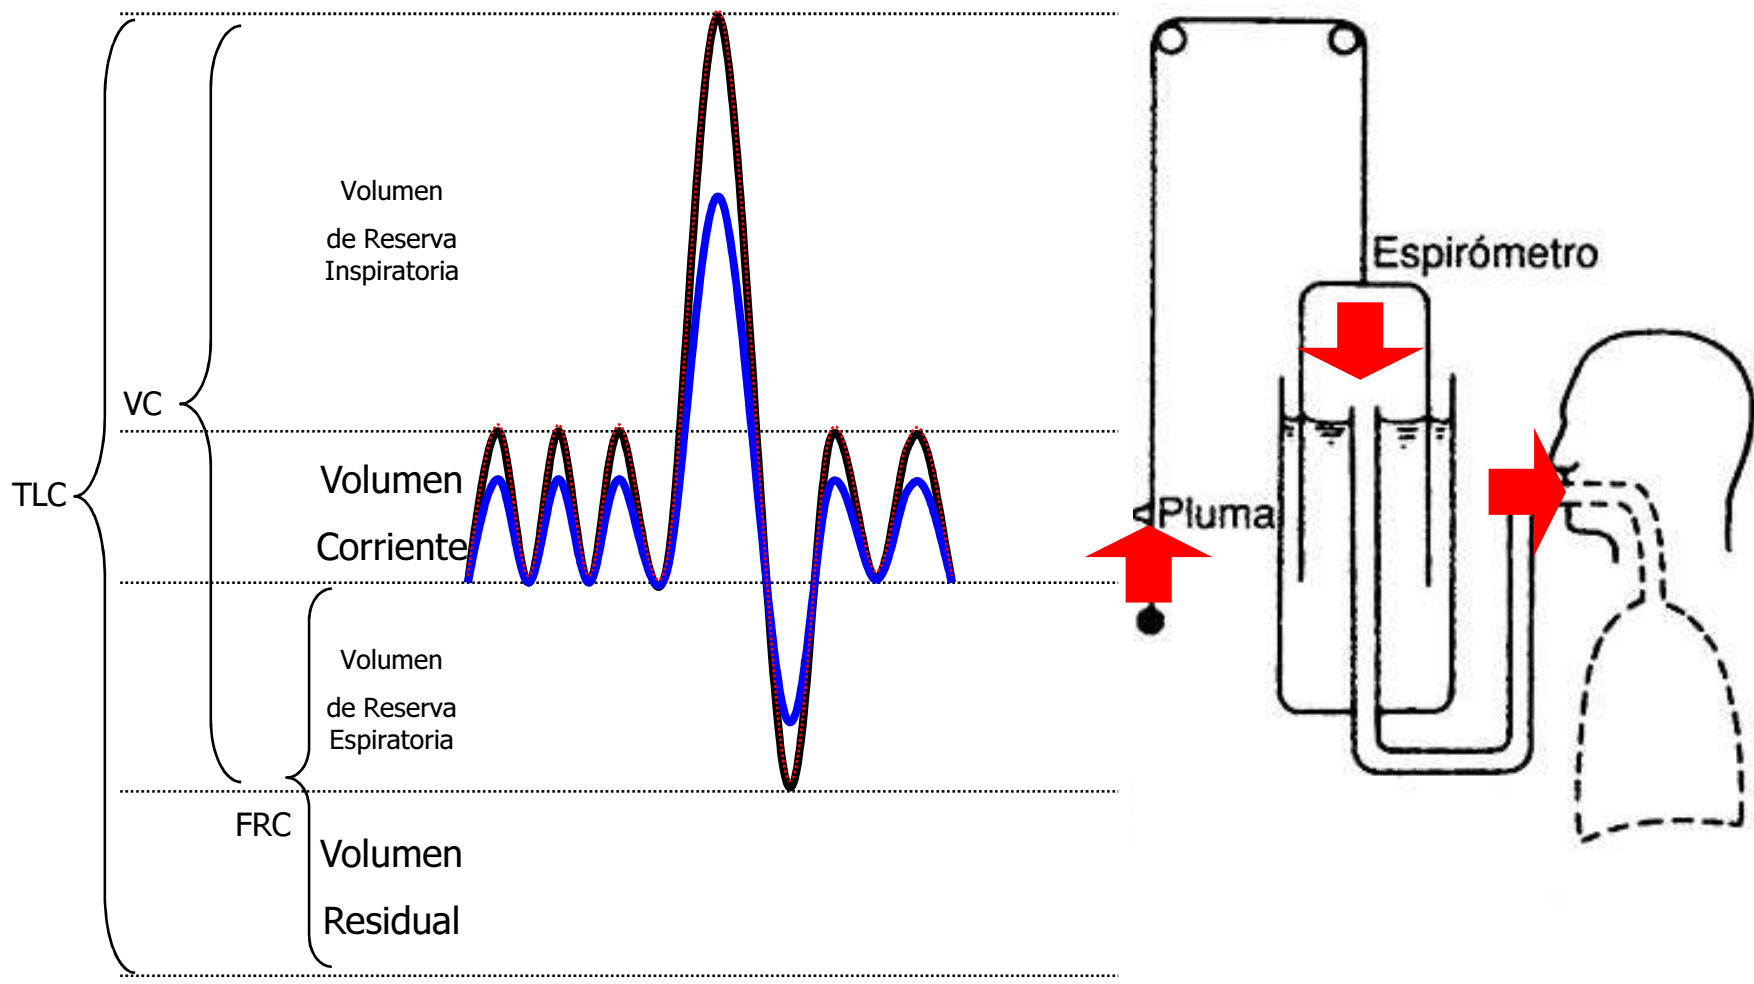 Volumen
de Reserva
Inspiratoria
VC
TLC
Volumen
Corriente
Volumen
de Reserva
Espiratoria
FRC
Volumen
Residual
Espirómetro
Pluma